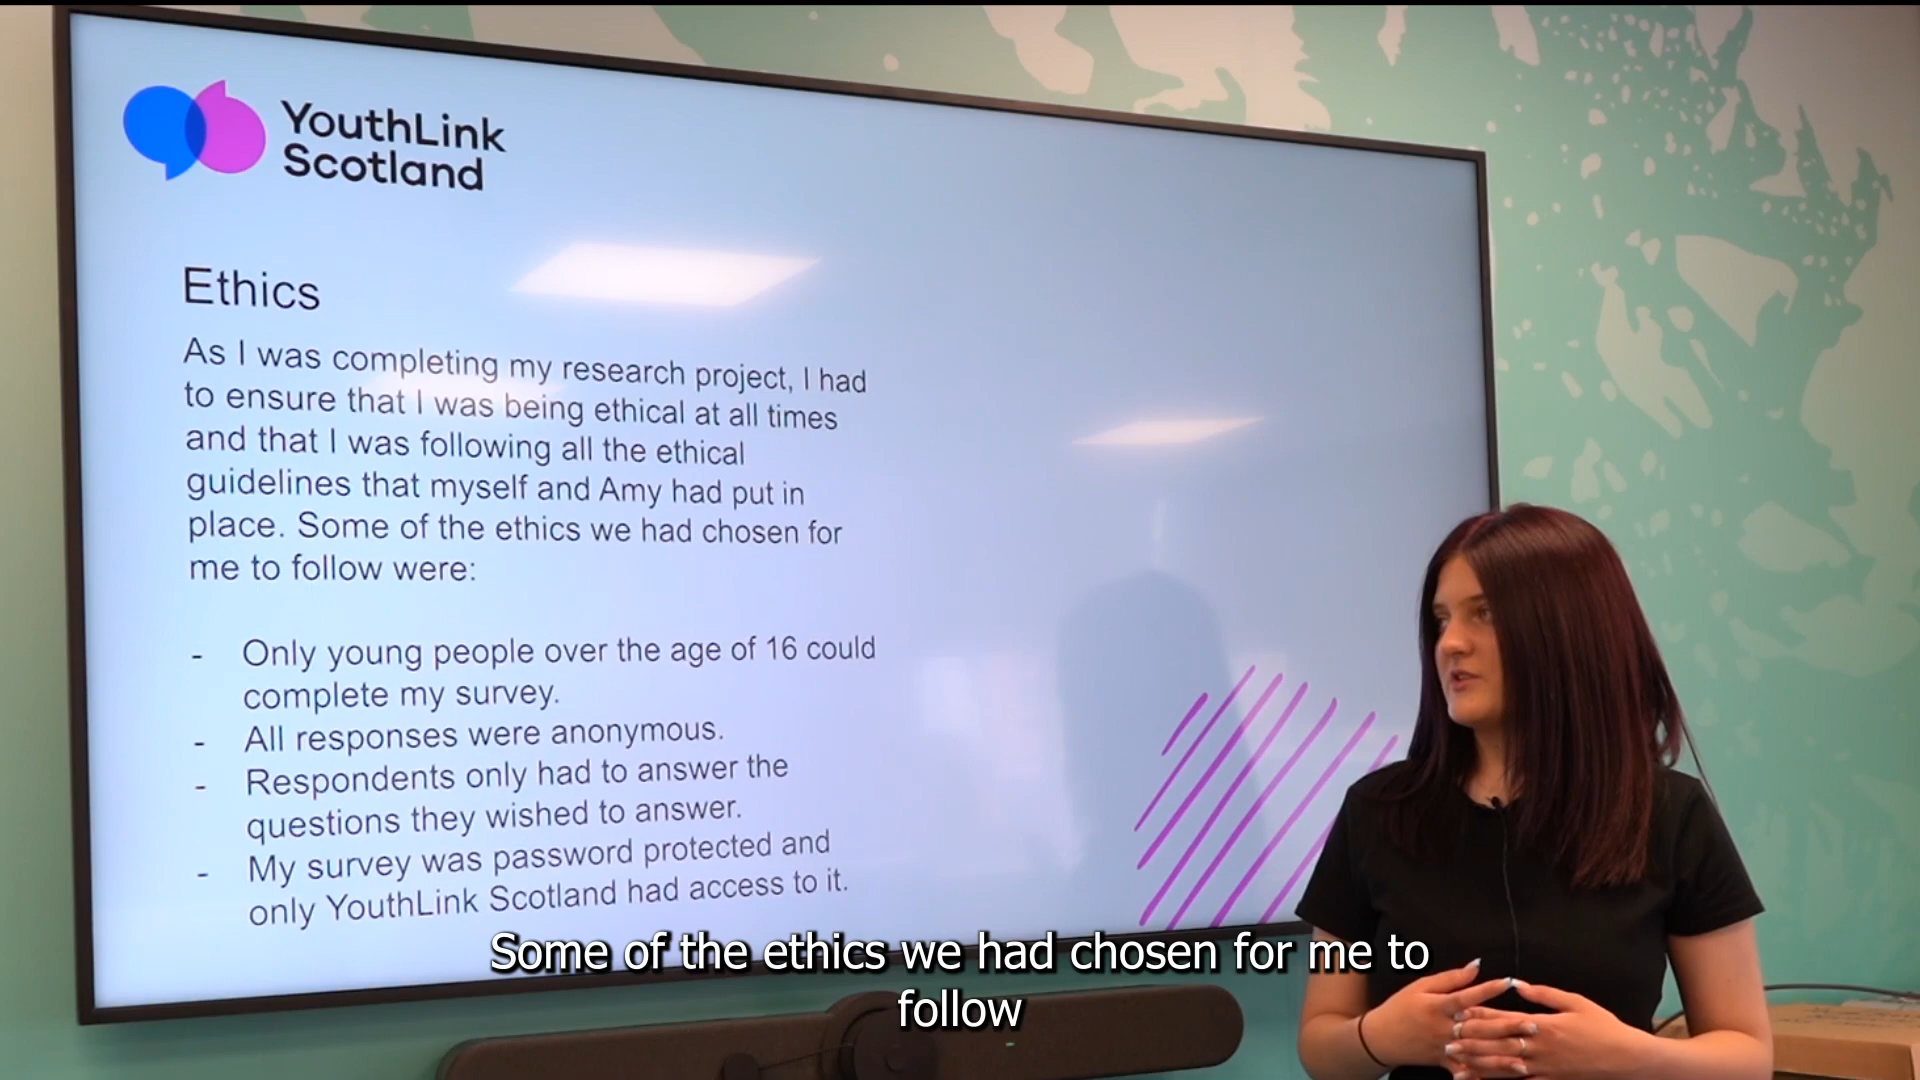 YouthLink
Scotland
Ethics
As I was completing my research project, I had
to ensure that I was being ethical at all times
and that I was following all the ethical
guidelines that myself and Amy had put in
place. Some of the ethics we had chosen for
me to follow were:
- Only young people over the age of 16 could
complete my survey.
- All responses were anonymous.
- Respondents only had to answer the
questions they wished to answer.
- My survey was password protected and
only YouthLink Scotland had access to it.
Some of the ethics we had chosen for me to
follow